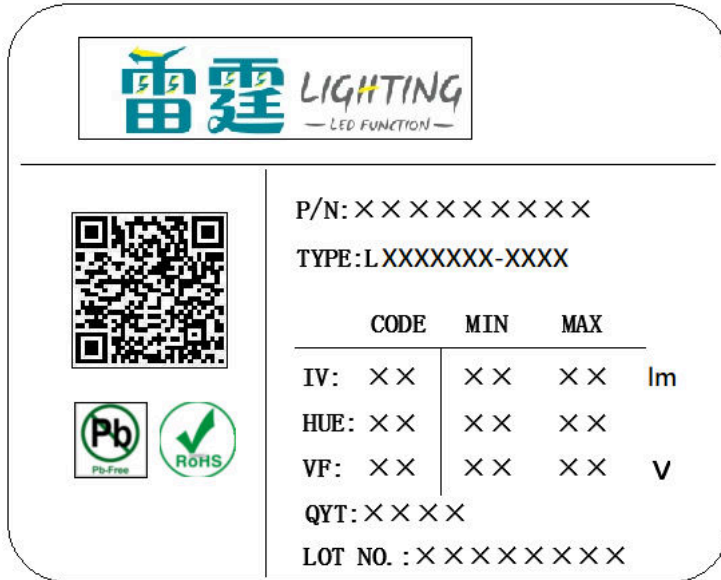 雷霆 LIGHTING
LED FUNCTION
P/N:×××××××××
TYPE:LXXXXXXX-XXXX
CODE MIN MAX
IV: ×× ×× ×× lm
HUE: ×× ×× ××
VF: ×× ×× ×× V
QYT:××××
LOT NO.:××××××××
Pb
Pb-Free
RoHS